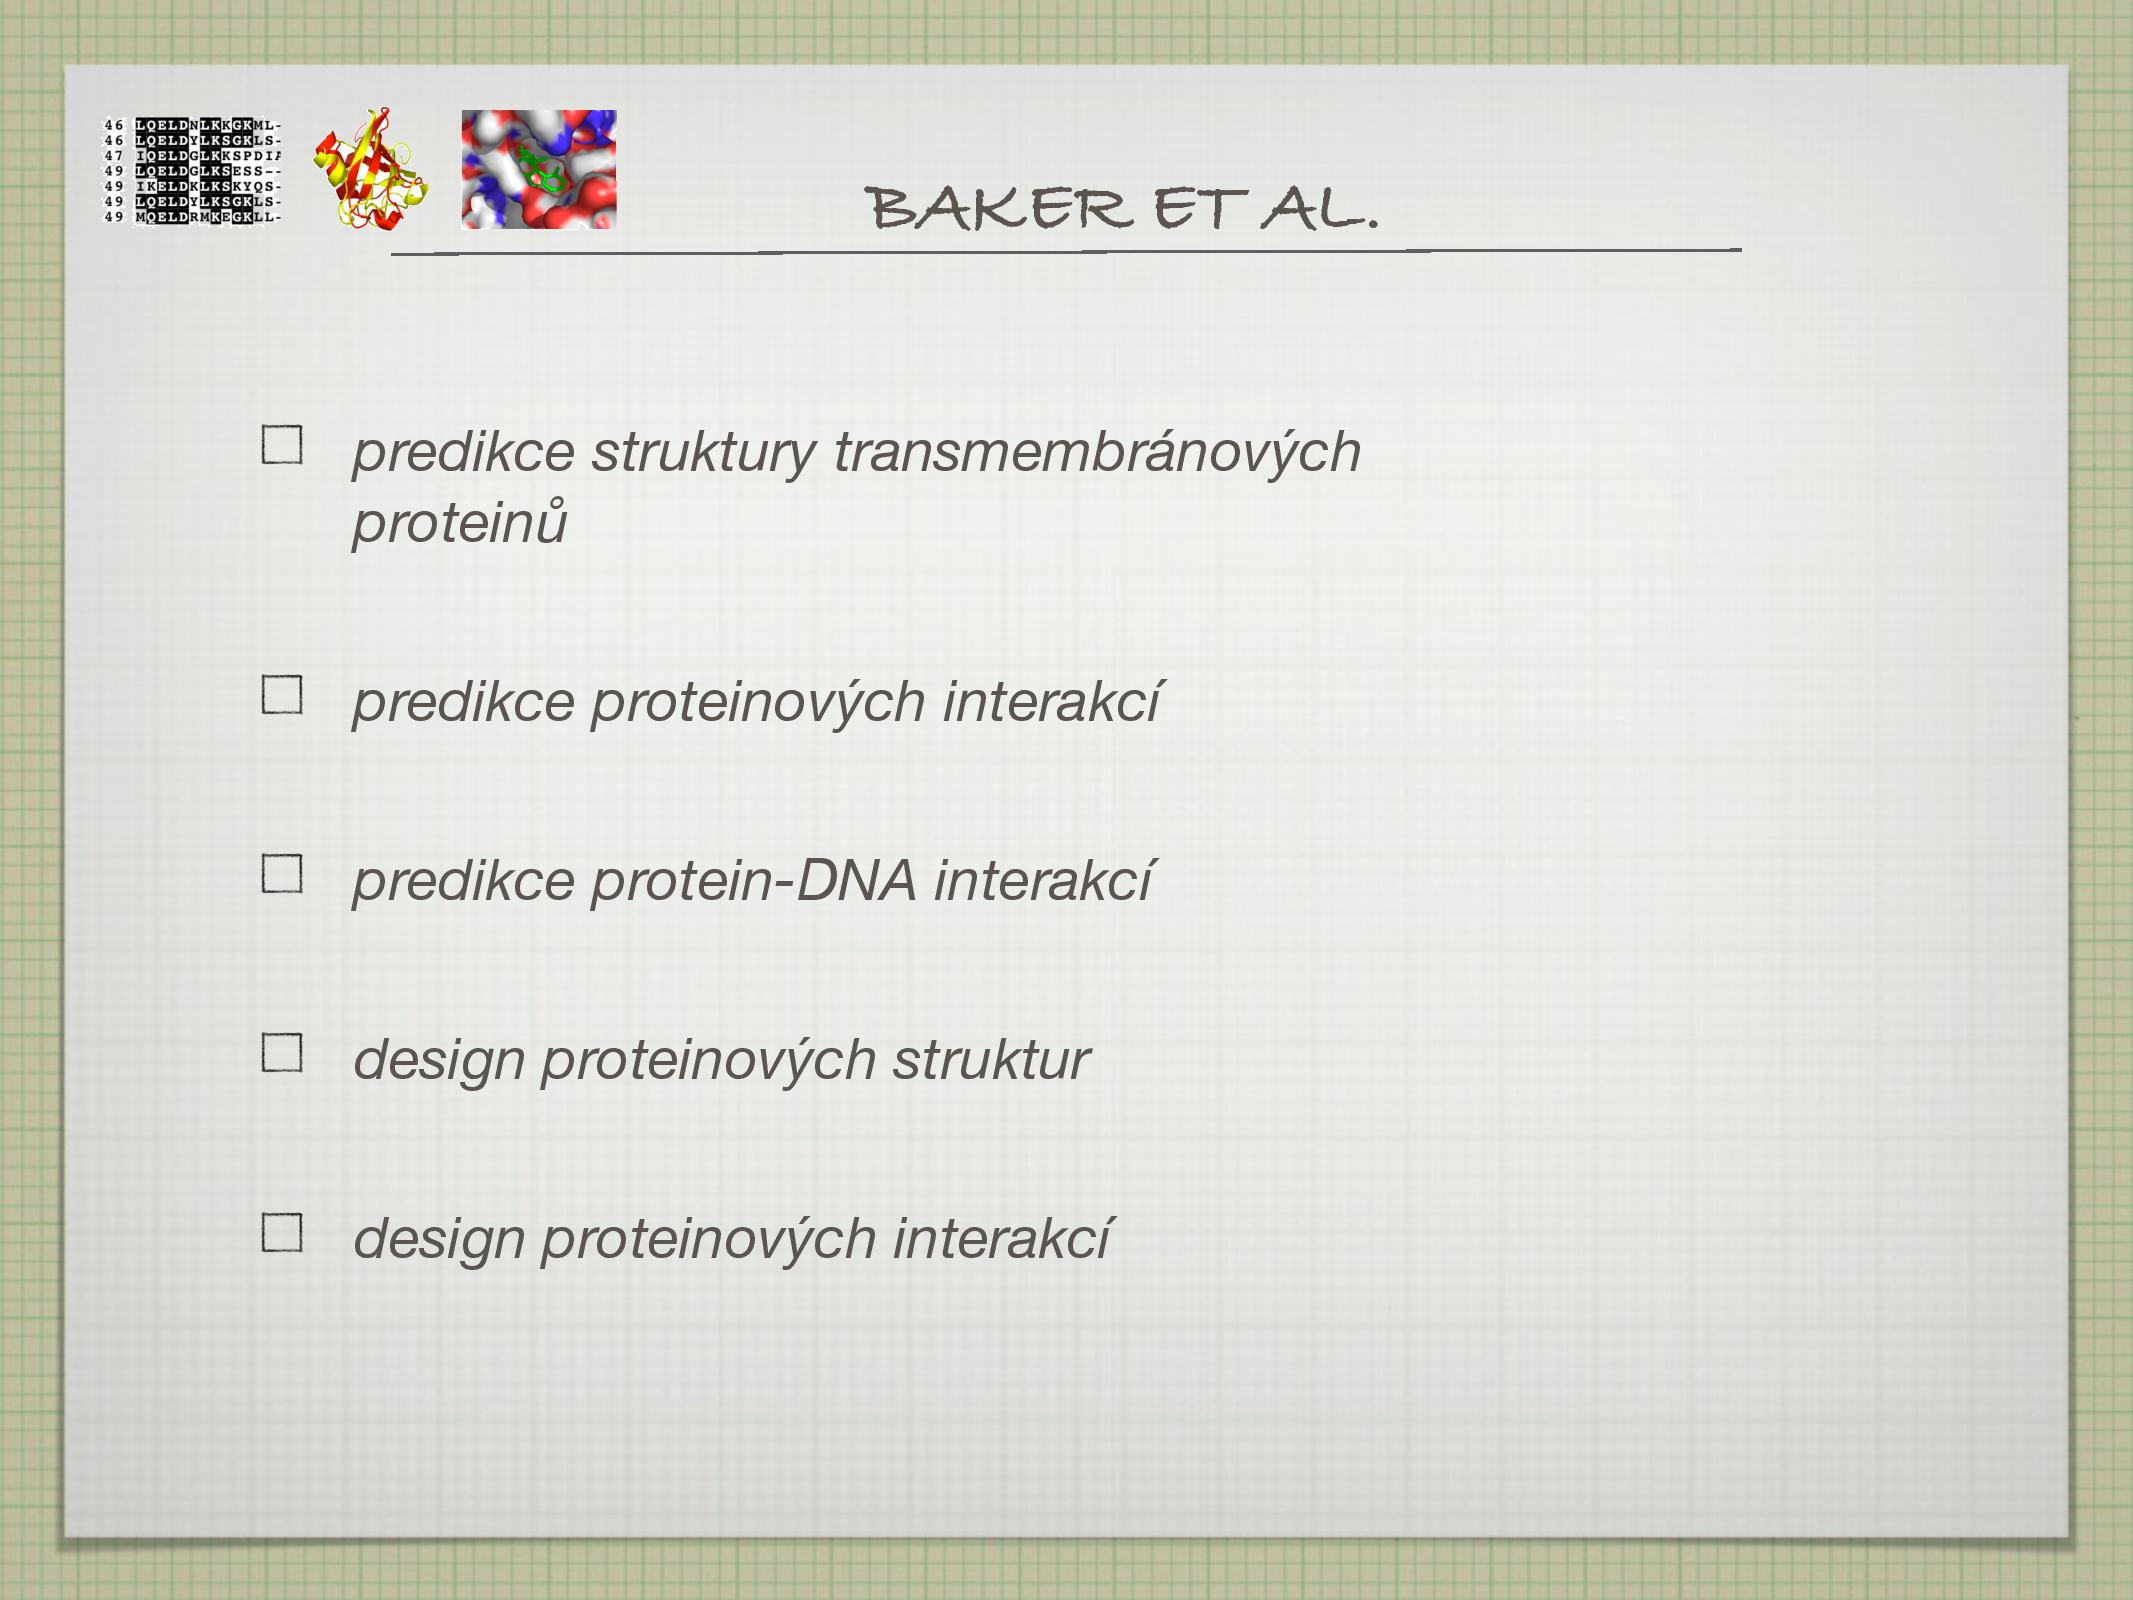 46 LQELDNLKKGKML-
46 LQELDYLKSGKLS-
47 IQELDGLKKSPDIA
49 LQELDGLKSESS--
49 IKELDKLKSKYQS-
49 LQELDYLKSGKLS-
49 MQELDRMKEGKLL-
BAKER ET AL.
predikce struktury transmembránových
proteinů
predikce proteinových interakcí
predikce protein-DNA interakcí
design proteinových struktur
design proteinových interakcí